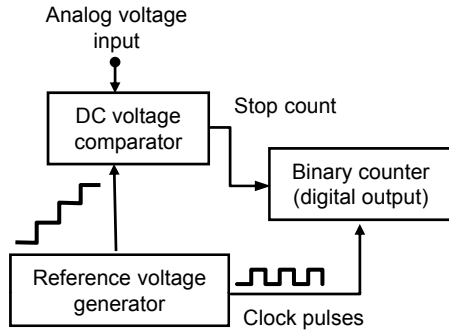 Analog voltage
input
DC voltage
comparator
Stop count
Binary counter
(digital output)
Reference voltage
generator
Clock pulses